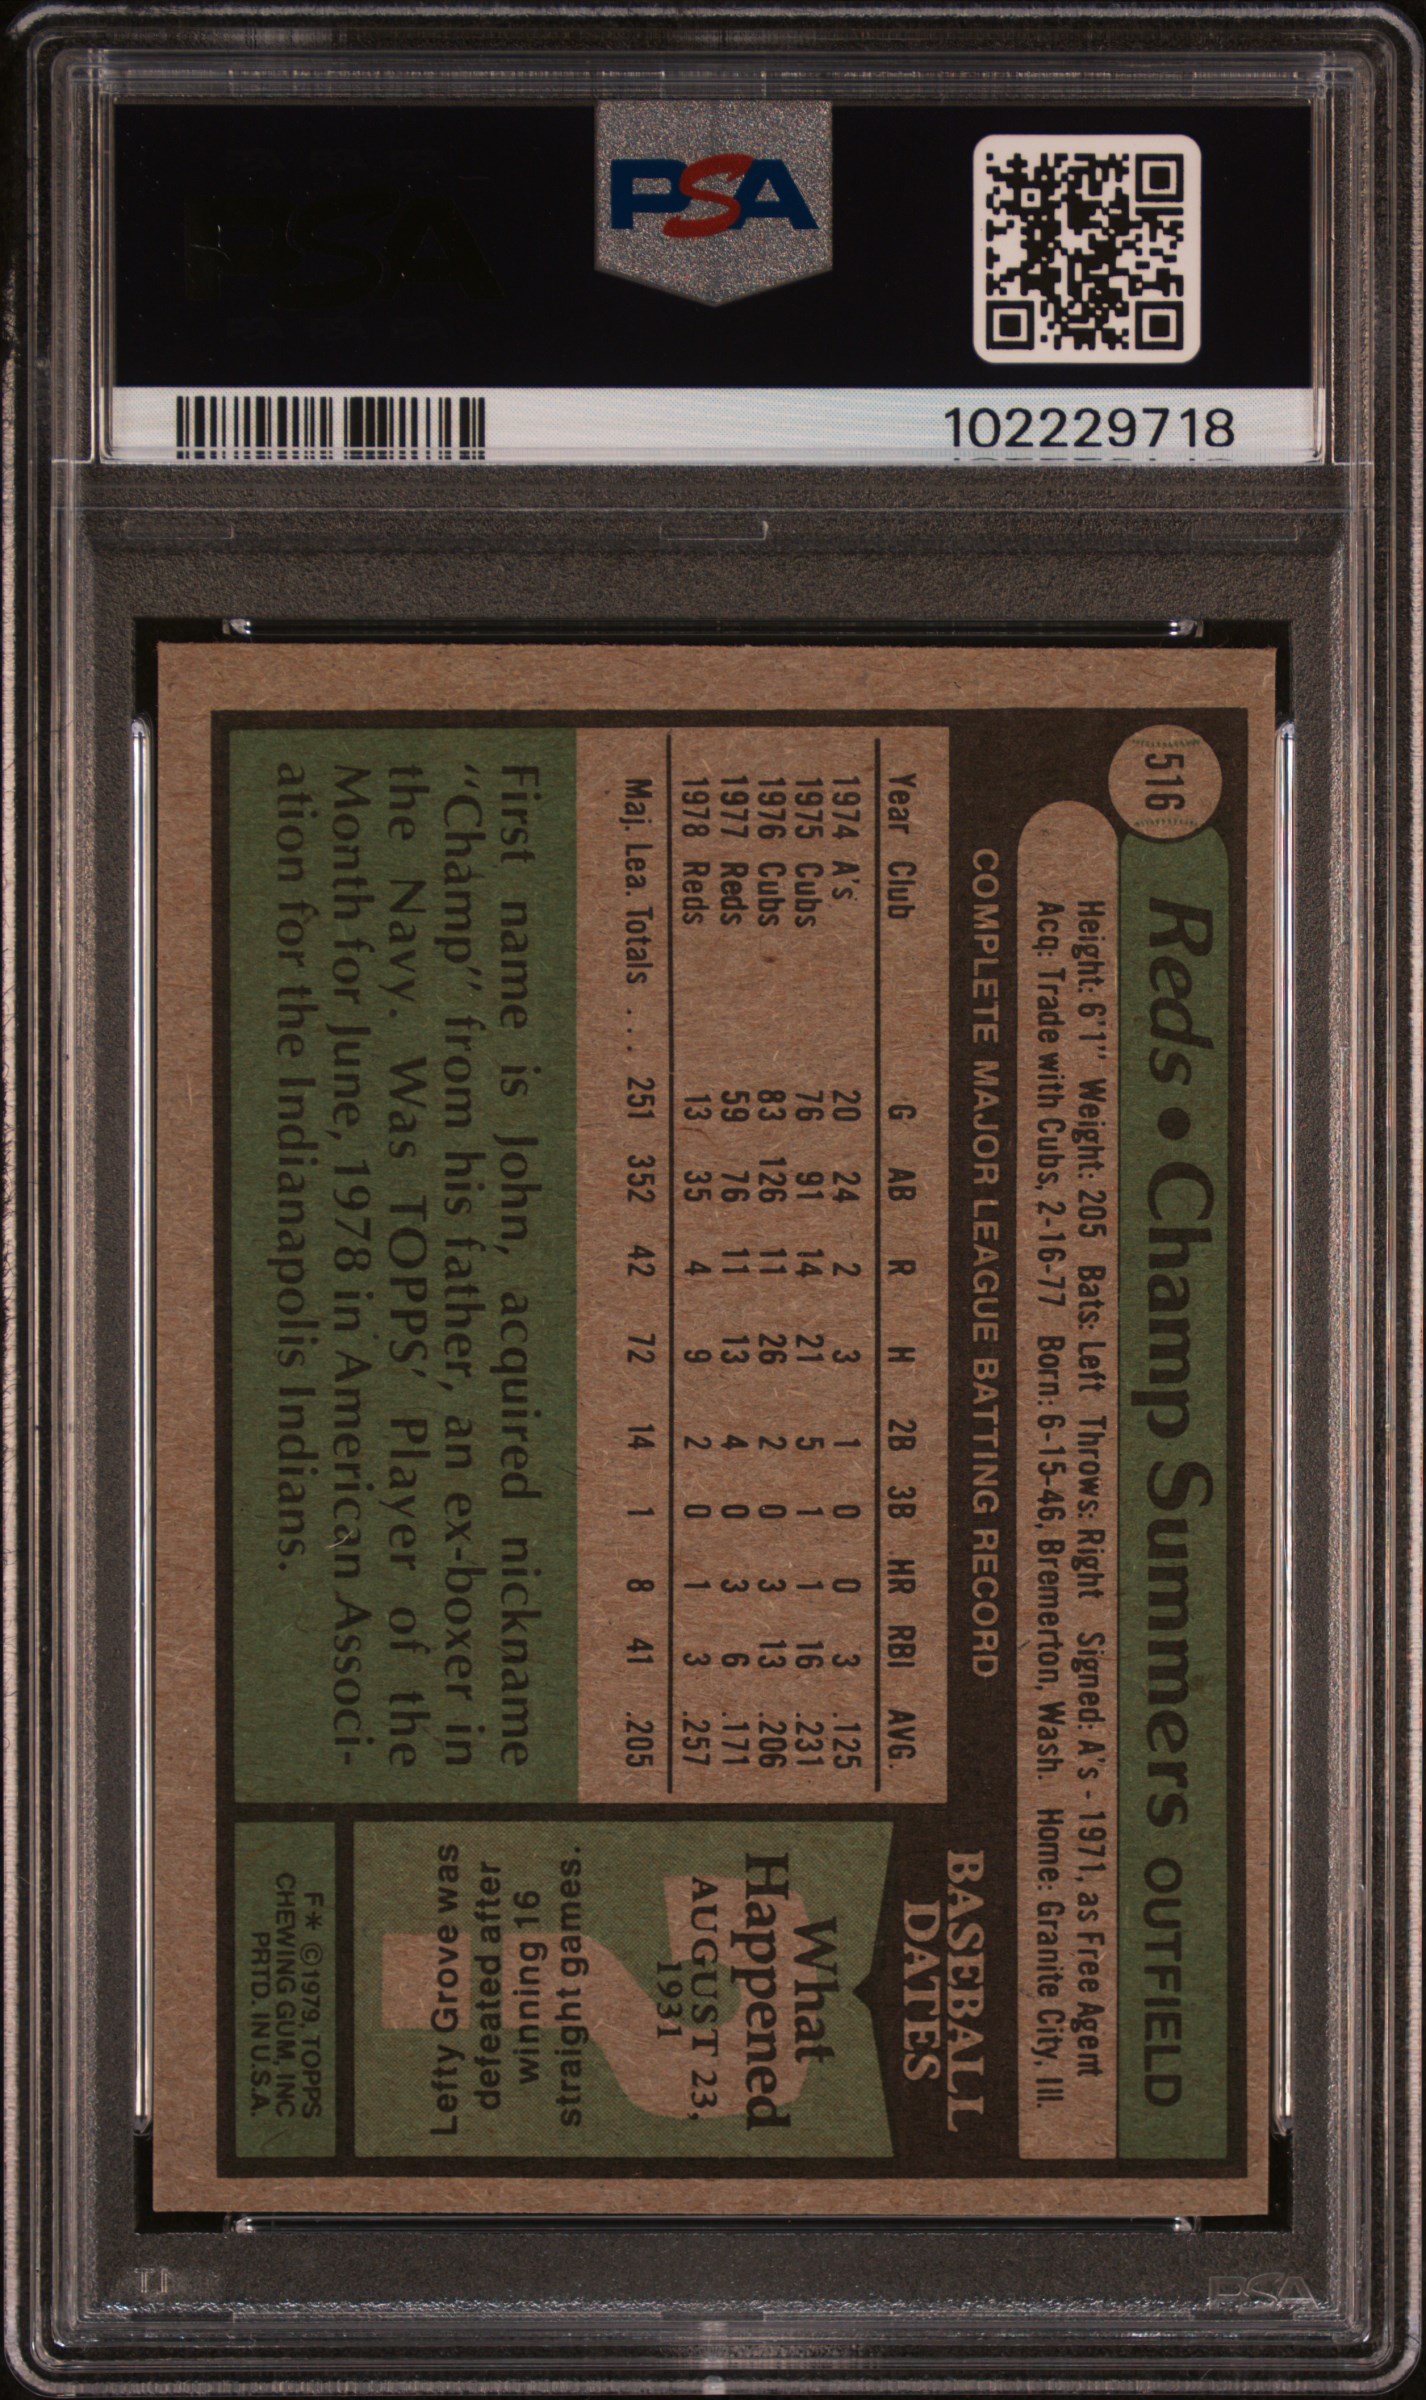 PSA
102229718
516
Reds • Champ Summers OUTFIELD
Height: 6'1" Weight: 205 Bats: Left Throws: Right Signed: A's - 1971, as Free Agent
Acq: Trade with Cubs, 2-16-77 Born: 6-15-46, Bremerton, Wash. Home: Granite City, Ill.
COMPLETE MAJOR LEAGUE BATTING RECORD
Year Club G AB R H 2B 3B HR RBI AVG.
1974 A's 20 24 2 3 1 0 0 3 .125
1975 Cubs 76 91 14 21 5 1 1 16 .231
1976 Cubs 83 126 11 26 2 0 3 13 .206
1977 Reds 59 76 11 13 4 0 3 6 .171
1978 Reds 13 35 4 9 2 0 1 3 .257
Maj. Lea. Totals . . . 251 352 42 72 14 1 8 41 .205
First name is John, acquired nickname
"Champ" from his father, an ex-boxer in
the Navy. Was TOPPS' Player of the
Month for June, 1978 in American Associ-
ation for the Indianapolis Indians.
BASEBALL
DATES
What
Happened
AUGUST 23,
1931
?
straight games.
winning 16
defeated after
Lefty Grove was
F* ©1979, TOPPS
CHEWING GUM, INC
PRTD. IN U.S.A.
PSA